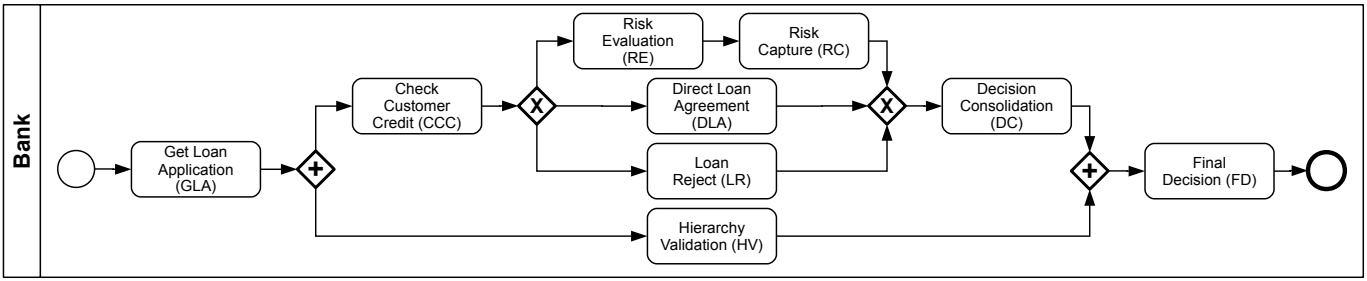 Bank
Get Loan
Application
(GLA)
Check
Customer
Credit (CCC)
Risk
Evaluation
(RE)
Risk
Capture (RC)
Direct Loan
Agreement
(DLA)
Loan
Reject (LR)
Hierarchy
Validation (HV)
Decision
Consolidation
(DC)
Final
Decision (FD)